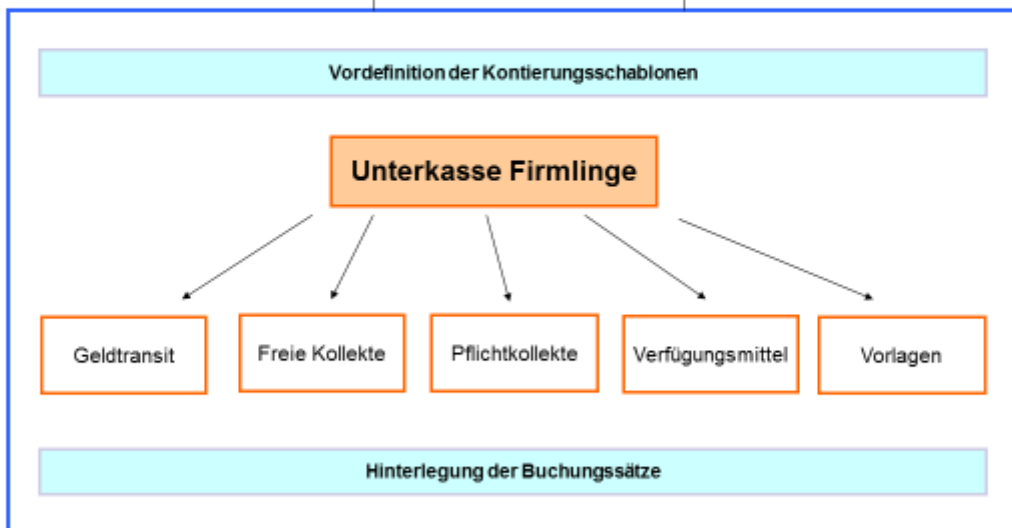 Vordefinition der Kontierungsschablonen
Unterkasse Firmlinge
Geldtransit
Freie Kollekte
Pflichtkollekte
Verfügungsmittel
Vorlagen
Hinterlegung der Buchungssätze